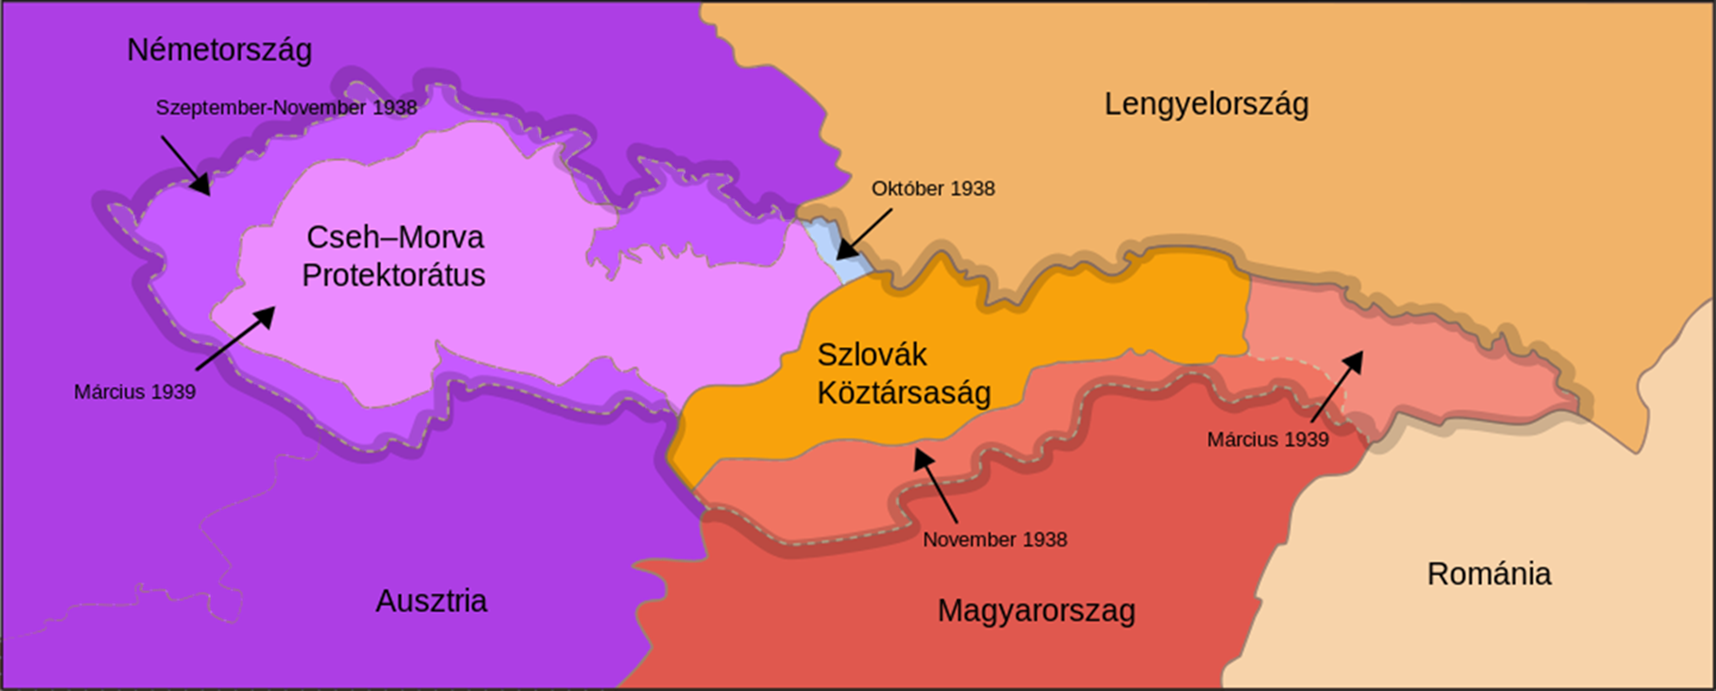 Németország
Szeptember-November 1938
Lengyelország
Október 1938
Cseh–Morva
Protektorátus
Szlovák
Köztársaság
Március 1939
Március 1939
November 1938
Románia
Ausztria
Magyarorszag